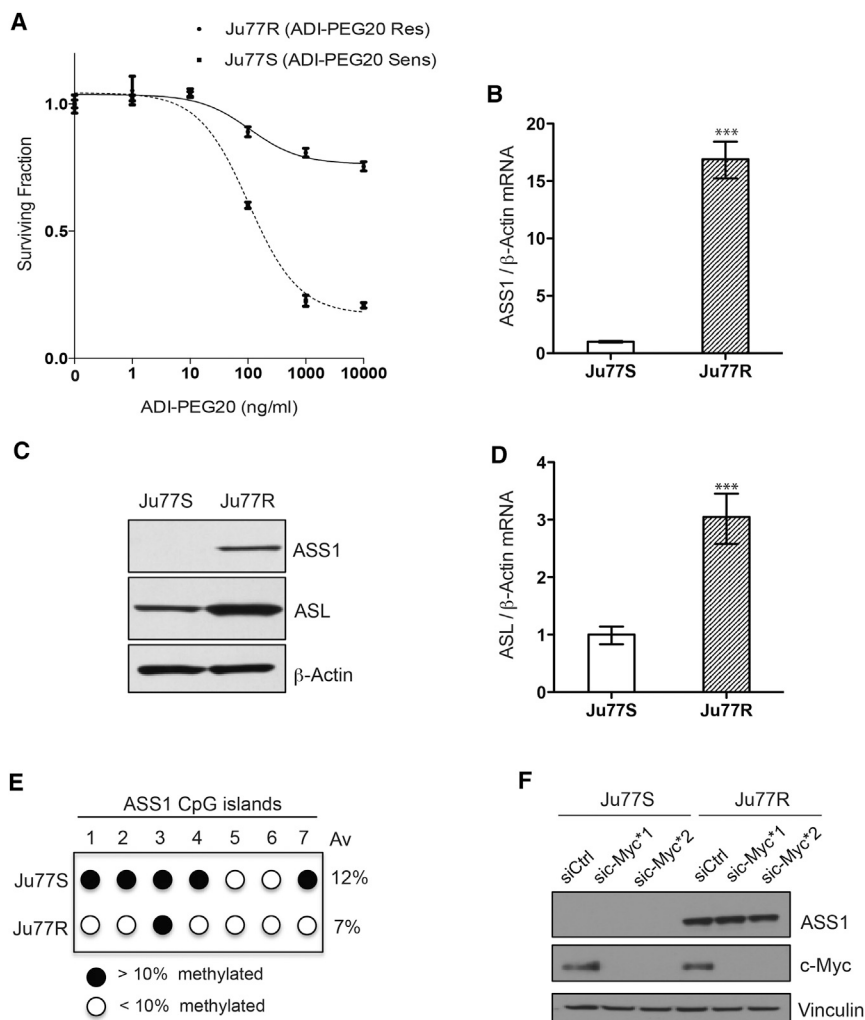 A
Ju77R (ADI-PEG20 Res)
Ju77S (ADI-PEG20 Sens)
Surviving Fraction
1.0
0.5
0.0
0 1 10 100 1000 10000
ADI-PEG20 (ng/ml)
B
ASS1 / β-Actin mRNA
20
15
10
5
0
***
Ju77S Ju77R
C
Ju77S Ju77R
ASS1
ASL
β-Actin
D
ASL / β-Actin mRNA
4
3
2
1
0
***
Ju77S Ju77R
E
ASS1 CpG islands
1 2 3 4 5 6 7 Av
Ju77S 12%
Ju77R 7%
> 10% methylated
< 10% methylated
F
Ju77S Ju77R
siCtrl sic-Myc*1 sic-Myc*2 siCtrl sic-Myc*1 sic-Myc*2
ASS1
c-Myc
Vinculin